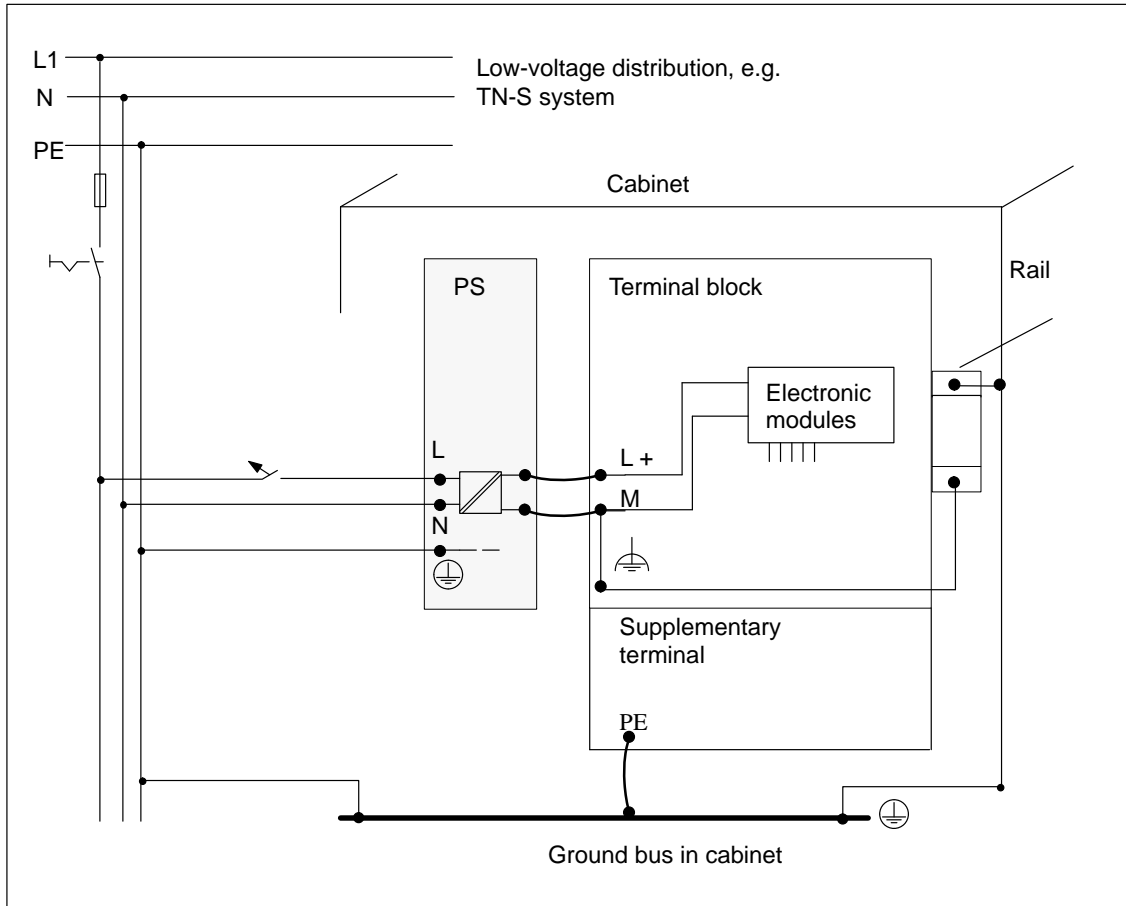 L1
Low-voltage distribution, e.g.
N
TN-S system
PE
Cabinet
Rail
PS
Terminal block
Electronic
modules
L
L +
M
N
Supplementary
terminal
PE
Ground bus in cabinet